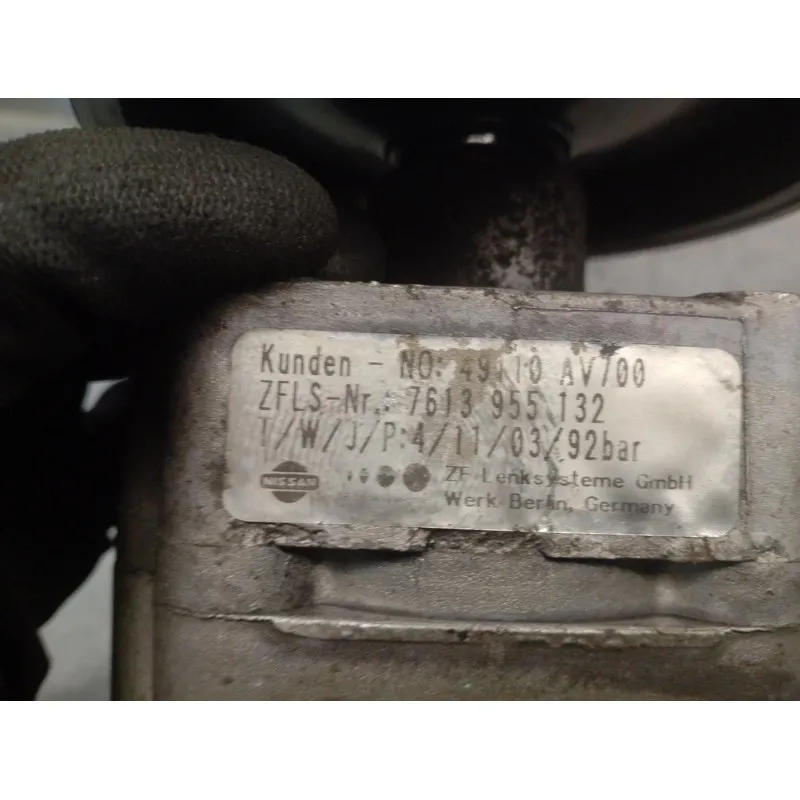 Kunden - NO: 49110 AV700
ZFLS-Nr.: 7613 955 132
T/W/J/P:4/11/03/92bar
NISSAN
ZF Lenksysteme GmbH
Werk Berlin, Germany